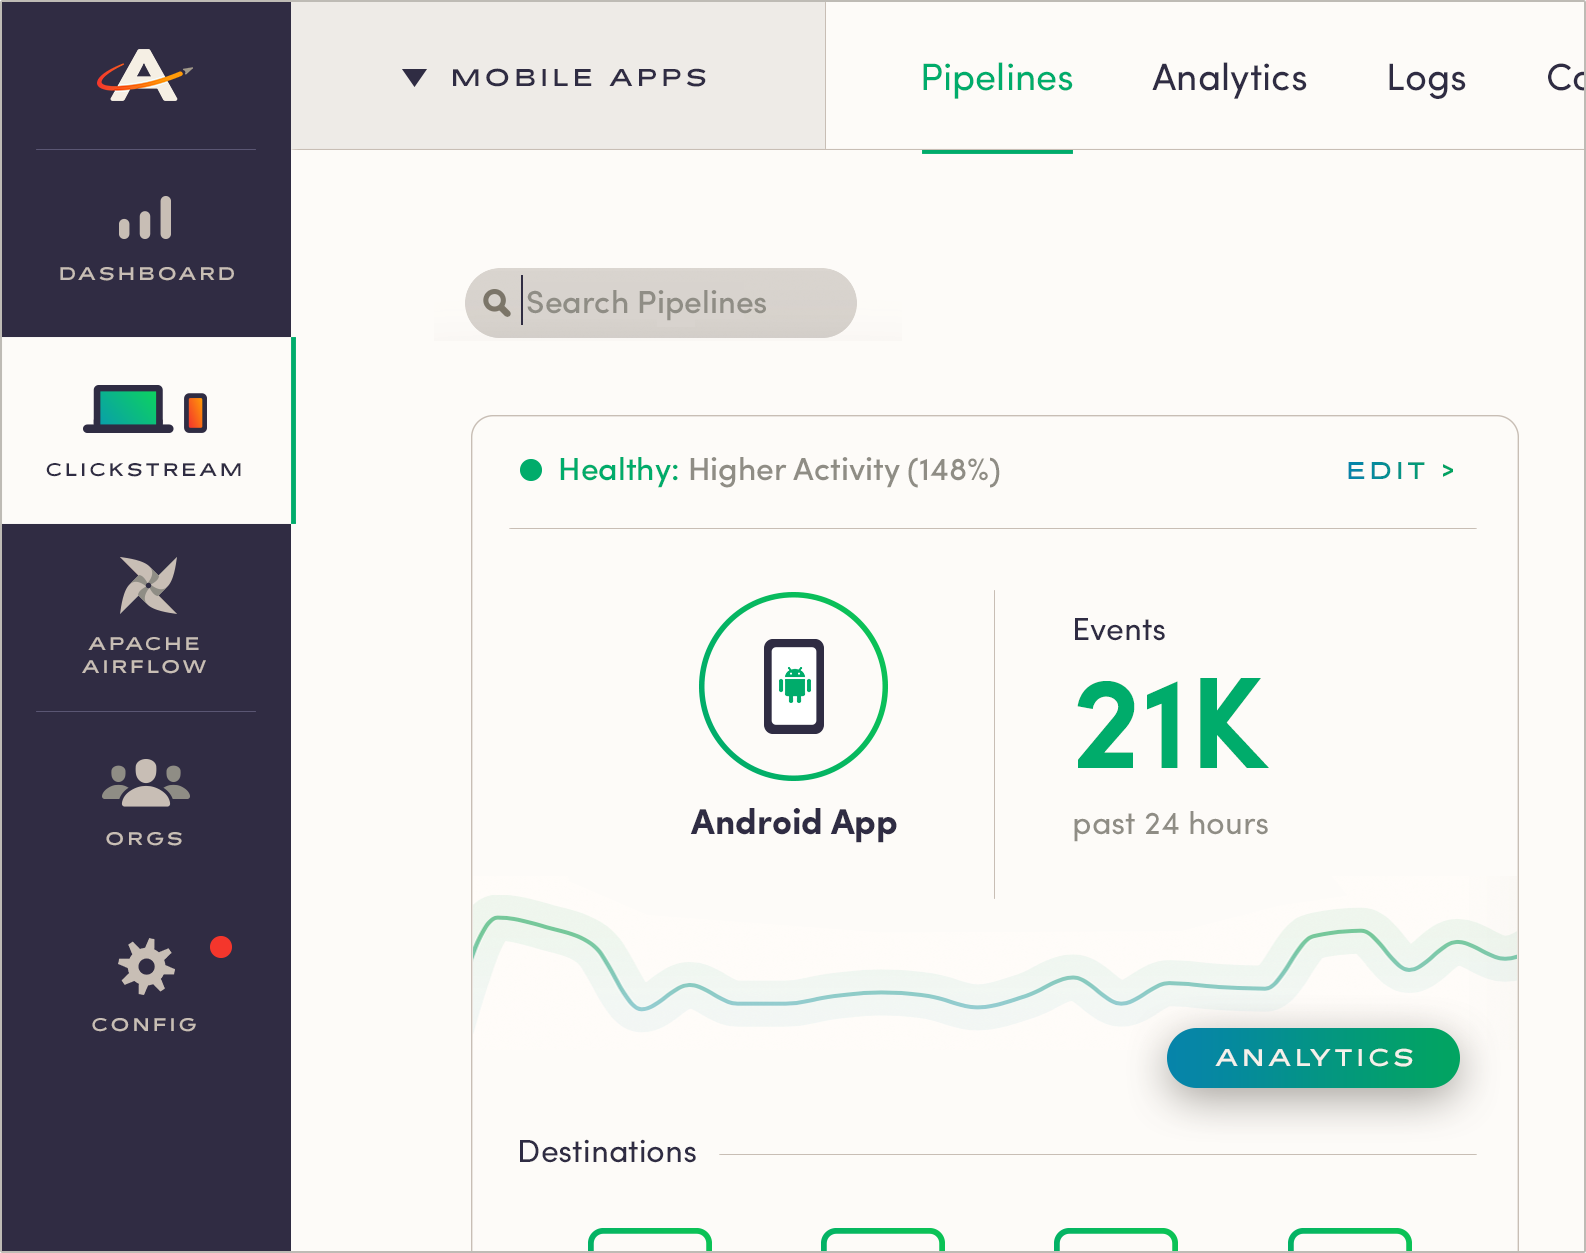 MOBILE APPS
Pipelines
Analytics
Logs
DASHBOARD
Search Pipelines
CLICKSTREAM
Healthy: Higher Activity (148%)
EDIT >
APACHE
AIRFLOW
Events
21K
past 24 hours
Android App
ORGS
CONFIG
ANALYTICS
Destinations